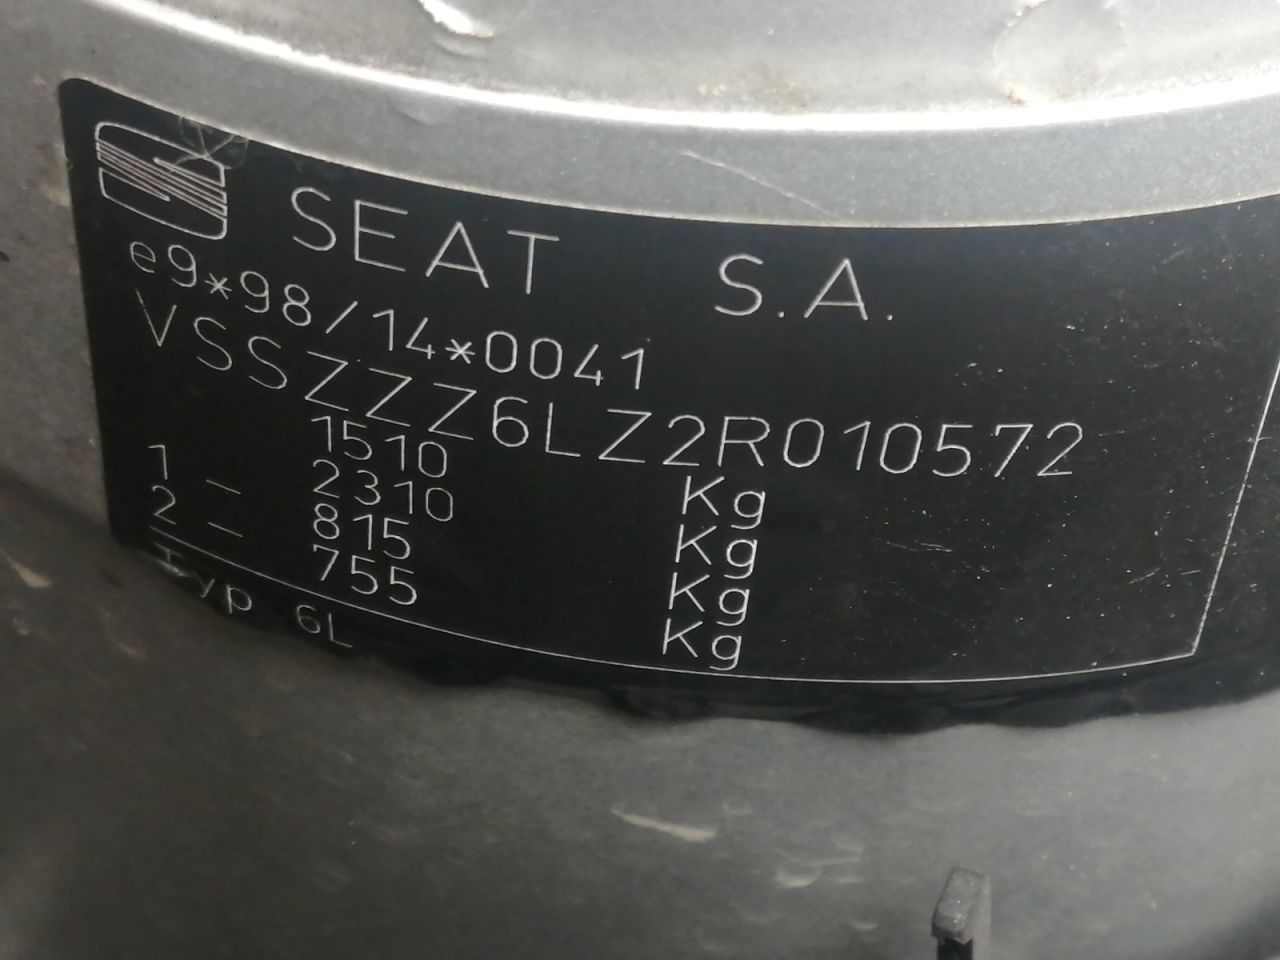 SEAT S.A.
e9*98/14*0041
VSSZZZ6LZ2R010572
1510 Kg
2310 Kg
1 – 815 Kg
2 – 755 Kg
Typ 6L